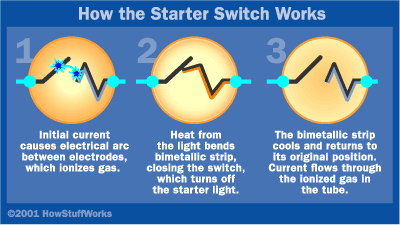 How the Starter Switch Works
1
2
3
Initial current
causes electrical arc
between electrodes,
which ionizes gas.
Heat from
the light bends
bimetallic strip,
closing the switch,
which turns off
the starter light.
The bimetallic strip
cools and returns to
its original position.
Current flows through
the ionized gas in
the tube.
©2001 HowStuffWorks